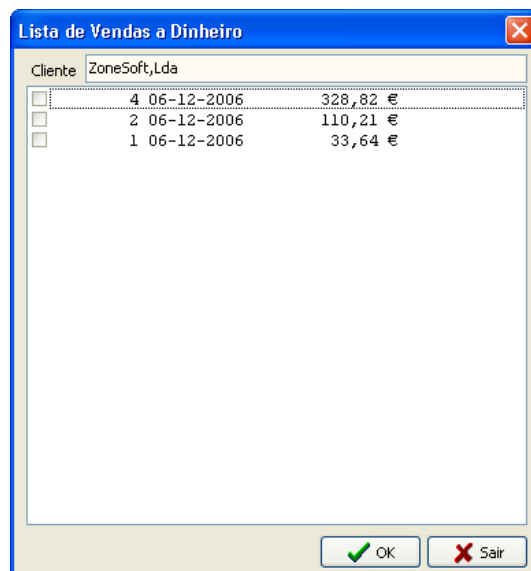 Lista de Vendas a Dinheiro
Cliente ZoneSoft,Lda
4 06-12-2006 328,82 €
2 06-12-2006 110,21 €
1 06-12-2006 33,64 €
OK Sair